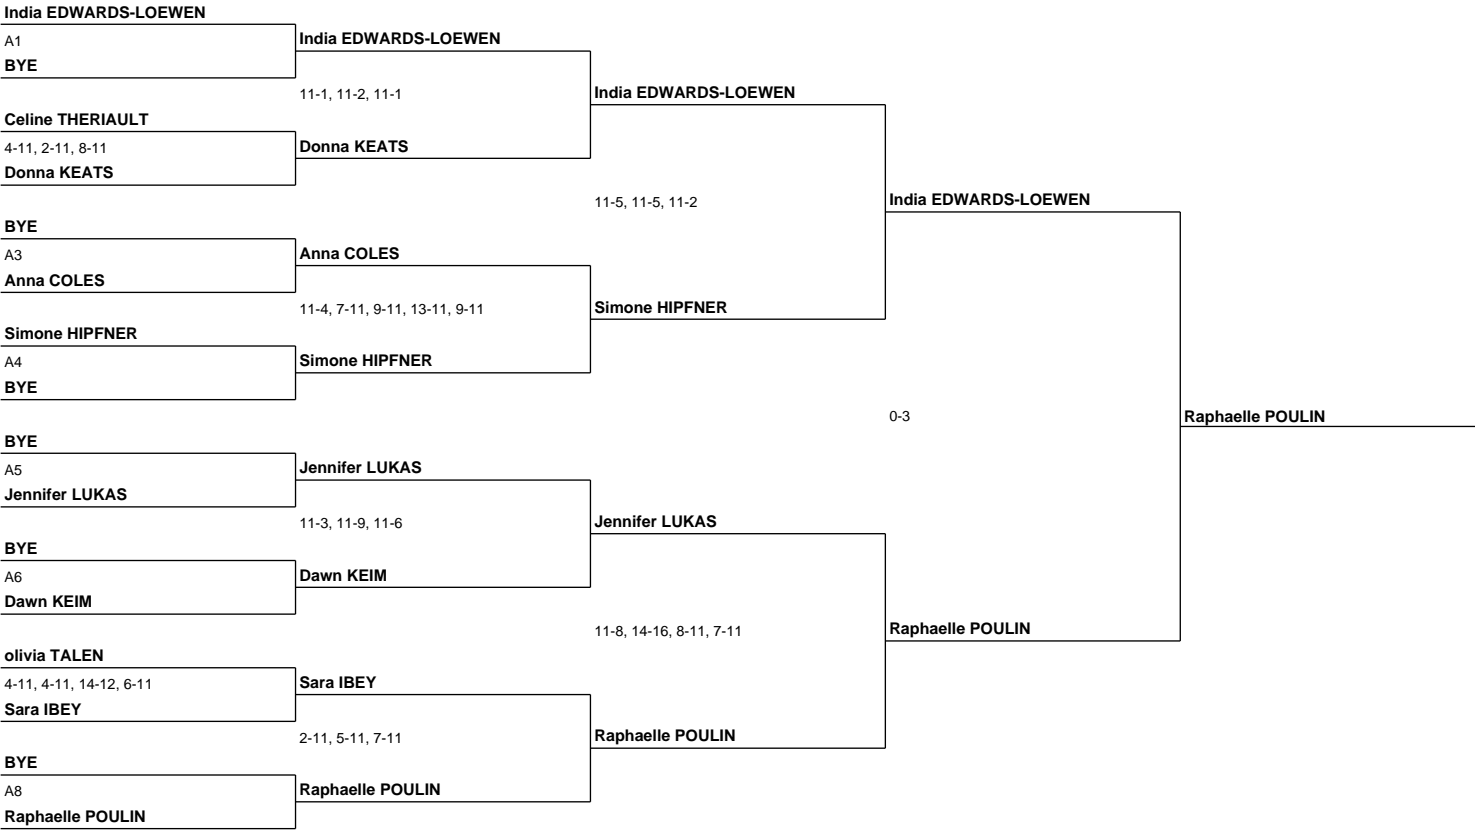 India EDWARDS-LOEWEN
A1
BYE
Celine THERIAULT
4-11, 2-11, 8-11
Donna KEATS
BYE
A3
Anna COLES
Simone HIPFNER
A4
BYE
BYE
A5
Jennifer LUKAS
BYE
A6
Dawn KEIM
olivia TALEN
4-11, 4-11, 14-12, 6-11
Sara IBEY
BYE
A8
Raphaelle POULIN
India EDWARDS-LOEWEN
11-1, 11-2, 11-1
Donna KEATS
Anna COLES
11-4, 7-11, 9-11, 13-11, 9-11
Simone HIPFNER
Jennifer LUKAS
11-3, 11-9, 11-6
Dawn KEIM
Sara IBEY
2-11, 5-11, 7-11
Raphaelle POULIN
India EDWARDS-LOEWEN
11-5, 11-5, 11-2
Simone HIPFNER
Jennifer LUKAS
11-8, 14-16, 8-11, 7-11
Raphaelle POULIN
India EDWARDS-LOEWEN
0-3
Raphaelle POULIN
Raphaelle POULIN